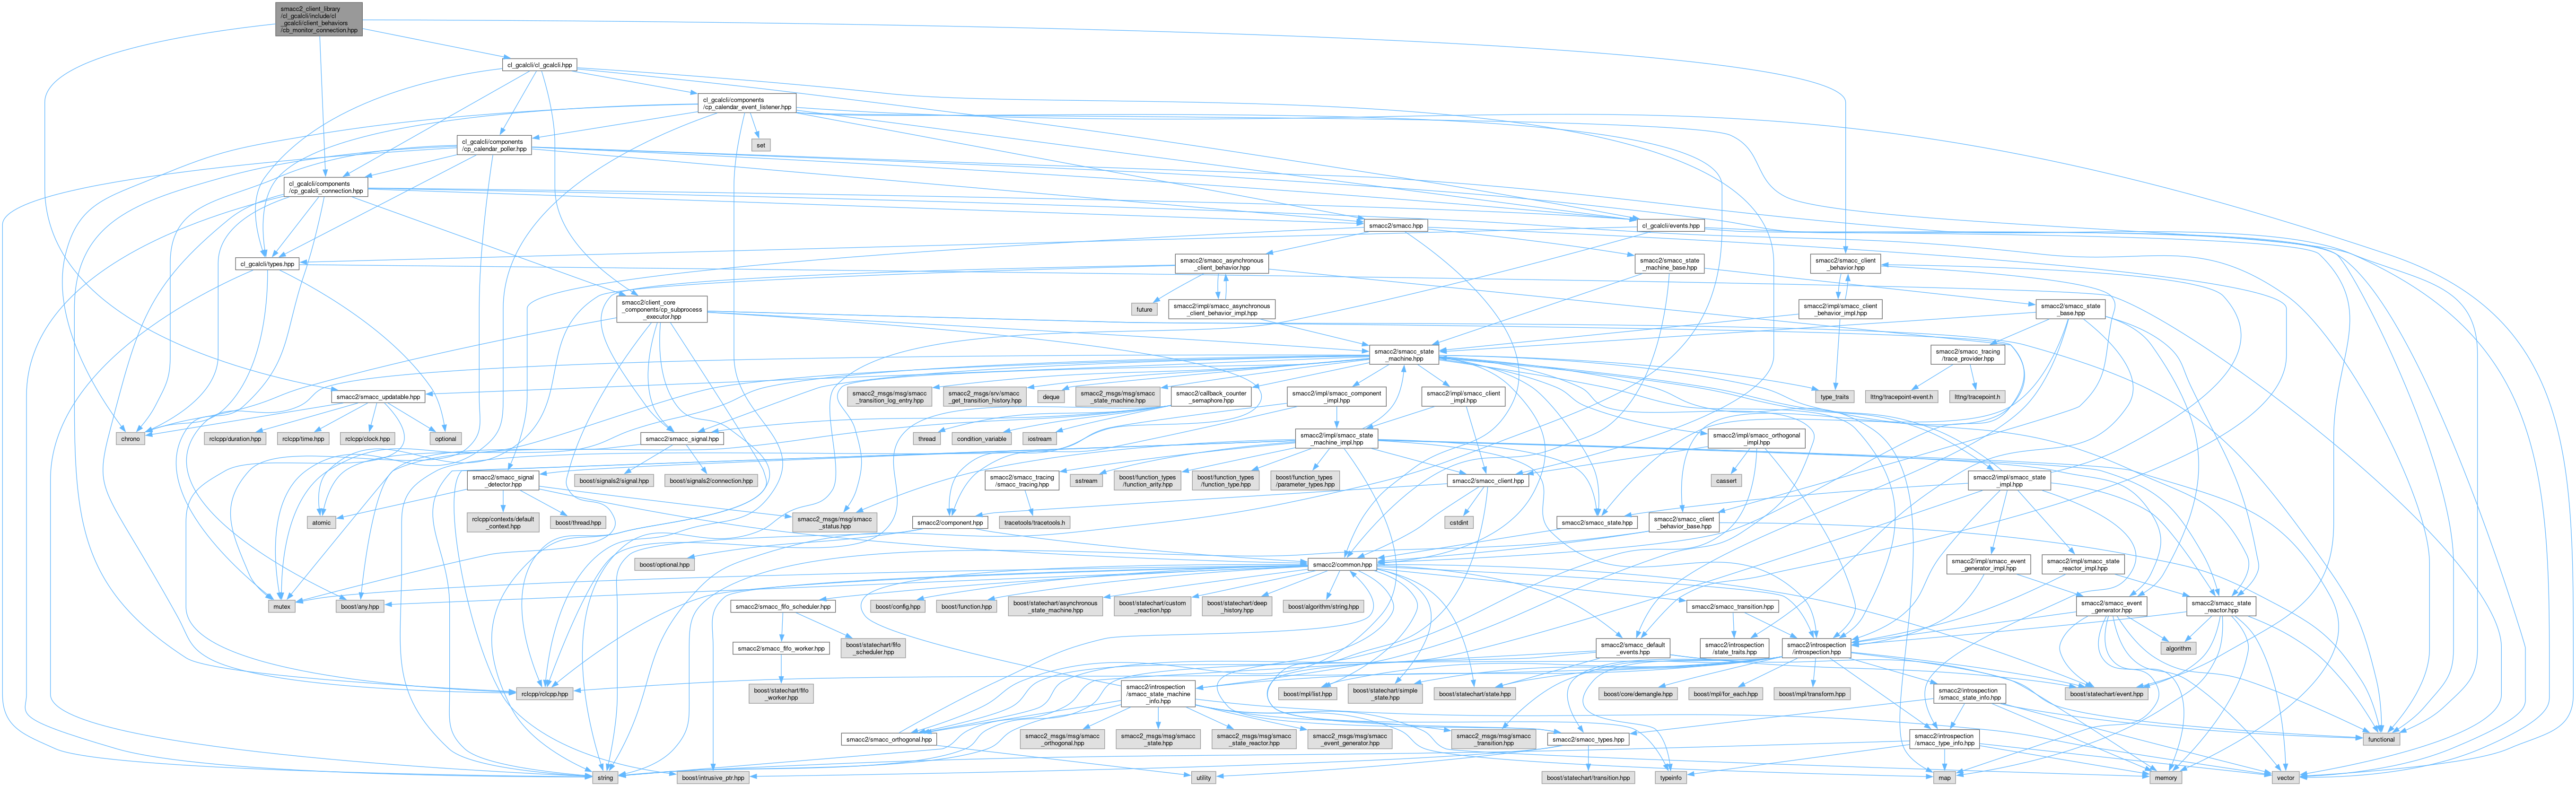 smacc2_client_library
/cl_gcalcli/include/cl
_gcalcli/client_behaviors
/cb_monitor_connection.hpp
cl_gcalcli/cl_gcalcli.hpp
cl_gcalcli/components
/cp_calendar_event_listener.hpp
cl_gcalcli/components
/cp_calendar_poller.hpp
set
cl_gcalcli/components
/cp_gcalcli_connection.hpp
smacc2/smacc.hpp
cl_gcalcli/events.hpp
cl_gcalcli/types.hpp
smacc2/smacc_asynchronous
_client_behavior.hpp
smacc2/smacc_state
_machine_base.hpp
smacc2/smacc_client
_behavior.hpp
smacc2/client_core
_components/cp_subprocess
_executor.hpp
future
smacc2/impl/smacc_asynchronous
_client_behavior_impl.hpp
smacc2/impl/smacc_client
_behavior_impl.hpp
smacc2/smacc_state
_base.hpp
smacc2/smacc_state
_machine.hpp
smacc2/smacc_tracing
/trace_provider.hpp
smacc2/smacc_updatable.hpp
smacc2_msgs/msg/smacc
_transition_log_entry.hpp
smacc2_msgs/srv/smacc
_get_transition_history.hpp
deque
smacc2_msgs/msg/smacc
_state_machine.hpp
smacc2/callback_counter
_semaphore.hpp
smacc2/impl/smacc_component
_impl.hpp
smacc2/impl/smacc_client
_impl.hpp
type_traits
lttng/tracepoint-event.h
lttng/tracepoint.h
chrono
rclcpp/duration.hpp
rclcpp/time.hpp
rclcpp/clock.hpp
optional
smacc2/smacc_signal.hpp
thread
condition_variable
iostream
smacc2/impl/smacc_state
_machine_impl.hpp
smacc2/impl/smacc_orthogonal
_impl.hpp
smacc2/smacc_signal
_detector.hpp
boost/signals2/signal.hpp
boost/signals2/connection.hpp
smacc2/smacc_tracing
/smacc_tracing.hpp
sstream
boost/function_types
/function_arity.hpp
boost/function_types
/function_type.hpp
boost/function_types
/parameter_types.hpp
smacc2/smacc_client.hpp
cassert
smacc2/impl/smacc_state
_impl.hpp
atomic
rclcpp/contexts/default
_context.hpp
boost/thread.hpp
smacc2_msgs/msg/smacc
_status.hpp
smacc2/component.hpp
tracetools/tracetools.h
cstdint
smacc2/smacc_state.hpp
smacc2/smacc_client
_behavior_base.hpp
boost/optional.hpp
smacc2/common.hpp
smacc2/impl/smacc_event
_generator_impl.hpp
smacc2/impl/smacc_state
_reactor_impl.hpp
mutex
boost/any.hpp
smacc2/smacc_fifo_scheduler.hpp
boost/config.hpp
boost/function.hpp
boost/statechart/asynchronous
_state_machine.hpp
boost/statechart/custom
_reaction.hpp
boost/statechart/deep
_history.hpp
boost/algorithm/string.hpp
smacc2/smacc_transition.hpp
smacc2/smacc_event
_generator.hpp
smacc2/smacc_state
_reactor.hpp
smacc2/smacc_fifo_worker.hpp
boost/statechart/fifo
_scheduler.hpp
smacc2/smacc_default
_events.hpp
smacc2/introspection
/state_traits.hpp
smacc2/introspection
/introspection.hpp
algorithm
rclcpp/rclcpp.hpp
boost/statechart/fifo
_worker.hpp
smacc2/introspection
/smacc_state_machine
_info.hpp
boost/mpl/list.hpp
boost/statechart/simple
_state.hpp
boost/statechart/state.hpp
boost/core/demangle.hpp
boost/mpl/for_each.hpp
boost/mpl/transform.hpp
smacc2/introspection
/smacc_state_info.hpp
boost/statechart/event.hpp
smacc2/smacc_orthogonal.hpp
smacc2_msgs/msg/smacc
_orthogonal.hpp
smacc2_msgs/msg/smacc
_state.hpp
smacc2_msgs/msg/smacc
_state_reactor.hpp
smacc2_msgs/msg/smacc
_event_generator.hpp
smacc2_msgs/msg/smacc
_transition.hpp
smacc2/smacc_types.hpp
smacc2/introspection
/smacc_type_info.hpp
functional
string
boost/intrusive_ptr.hpp
utility
boost/statechart/transition.hpp
typeinfo
map
memory
vector